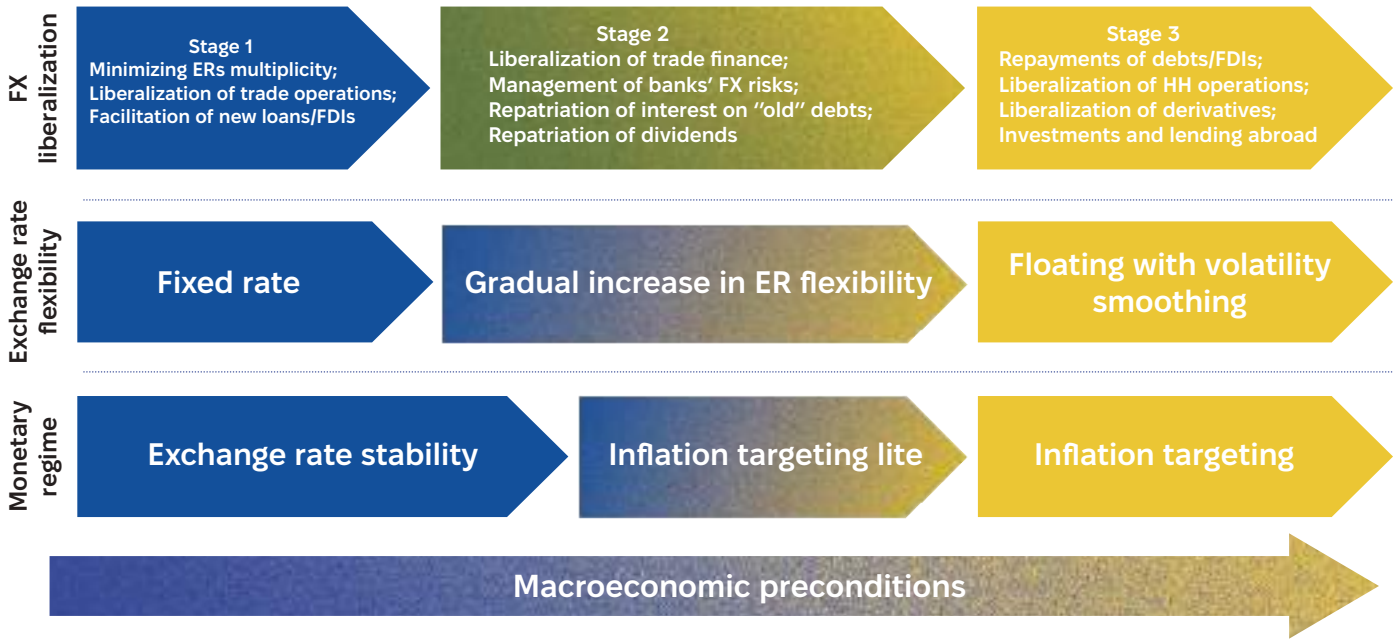 FX
liberalization
Stage 1
Minimizing ERs multiplicity;
Liberalization of trade operations;
Facilitation of new loans/FDIs
Stage 2
Liberalization of trade finance;
Management of banks’ FX risks;
Repatriation of interest on “old” debts;
Repatriation of dividends
Stage 3
Repayments of debts/FDIs;
Liberalization of HH operations;
Liberalization of derivatives;
Investments and lending abroad
Exchange rate
flexibility
Fixed rate
Gradual increase in ER flexibility
Floating with volatility
smoothing
Monetary
regime
Exchange rate stability
Inflation targeting lite
Inflation targeting
Macroeconomic preconditions